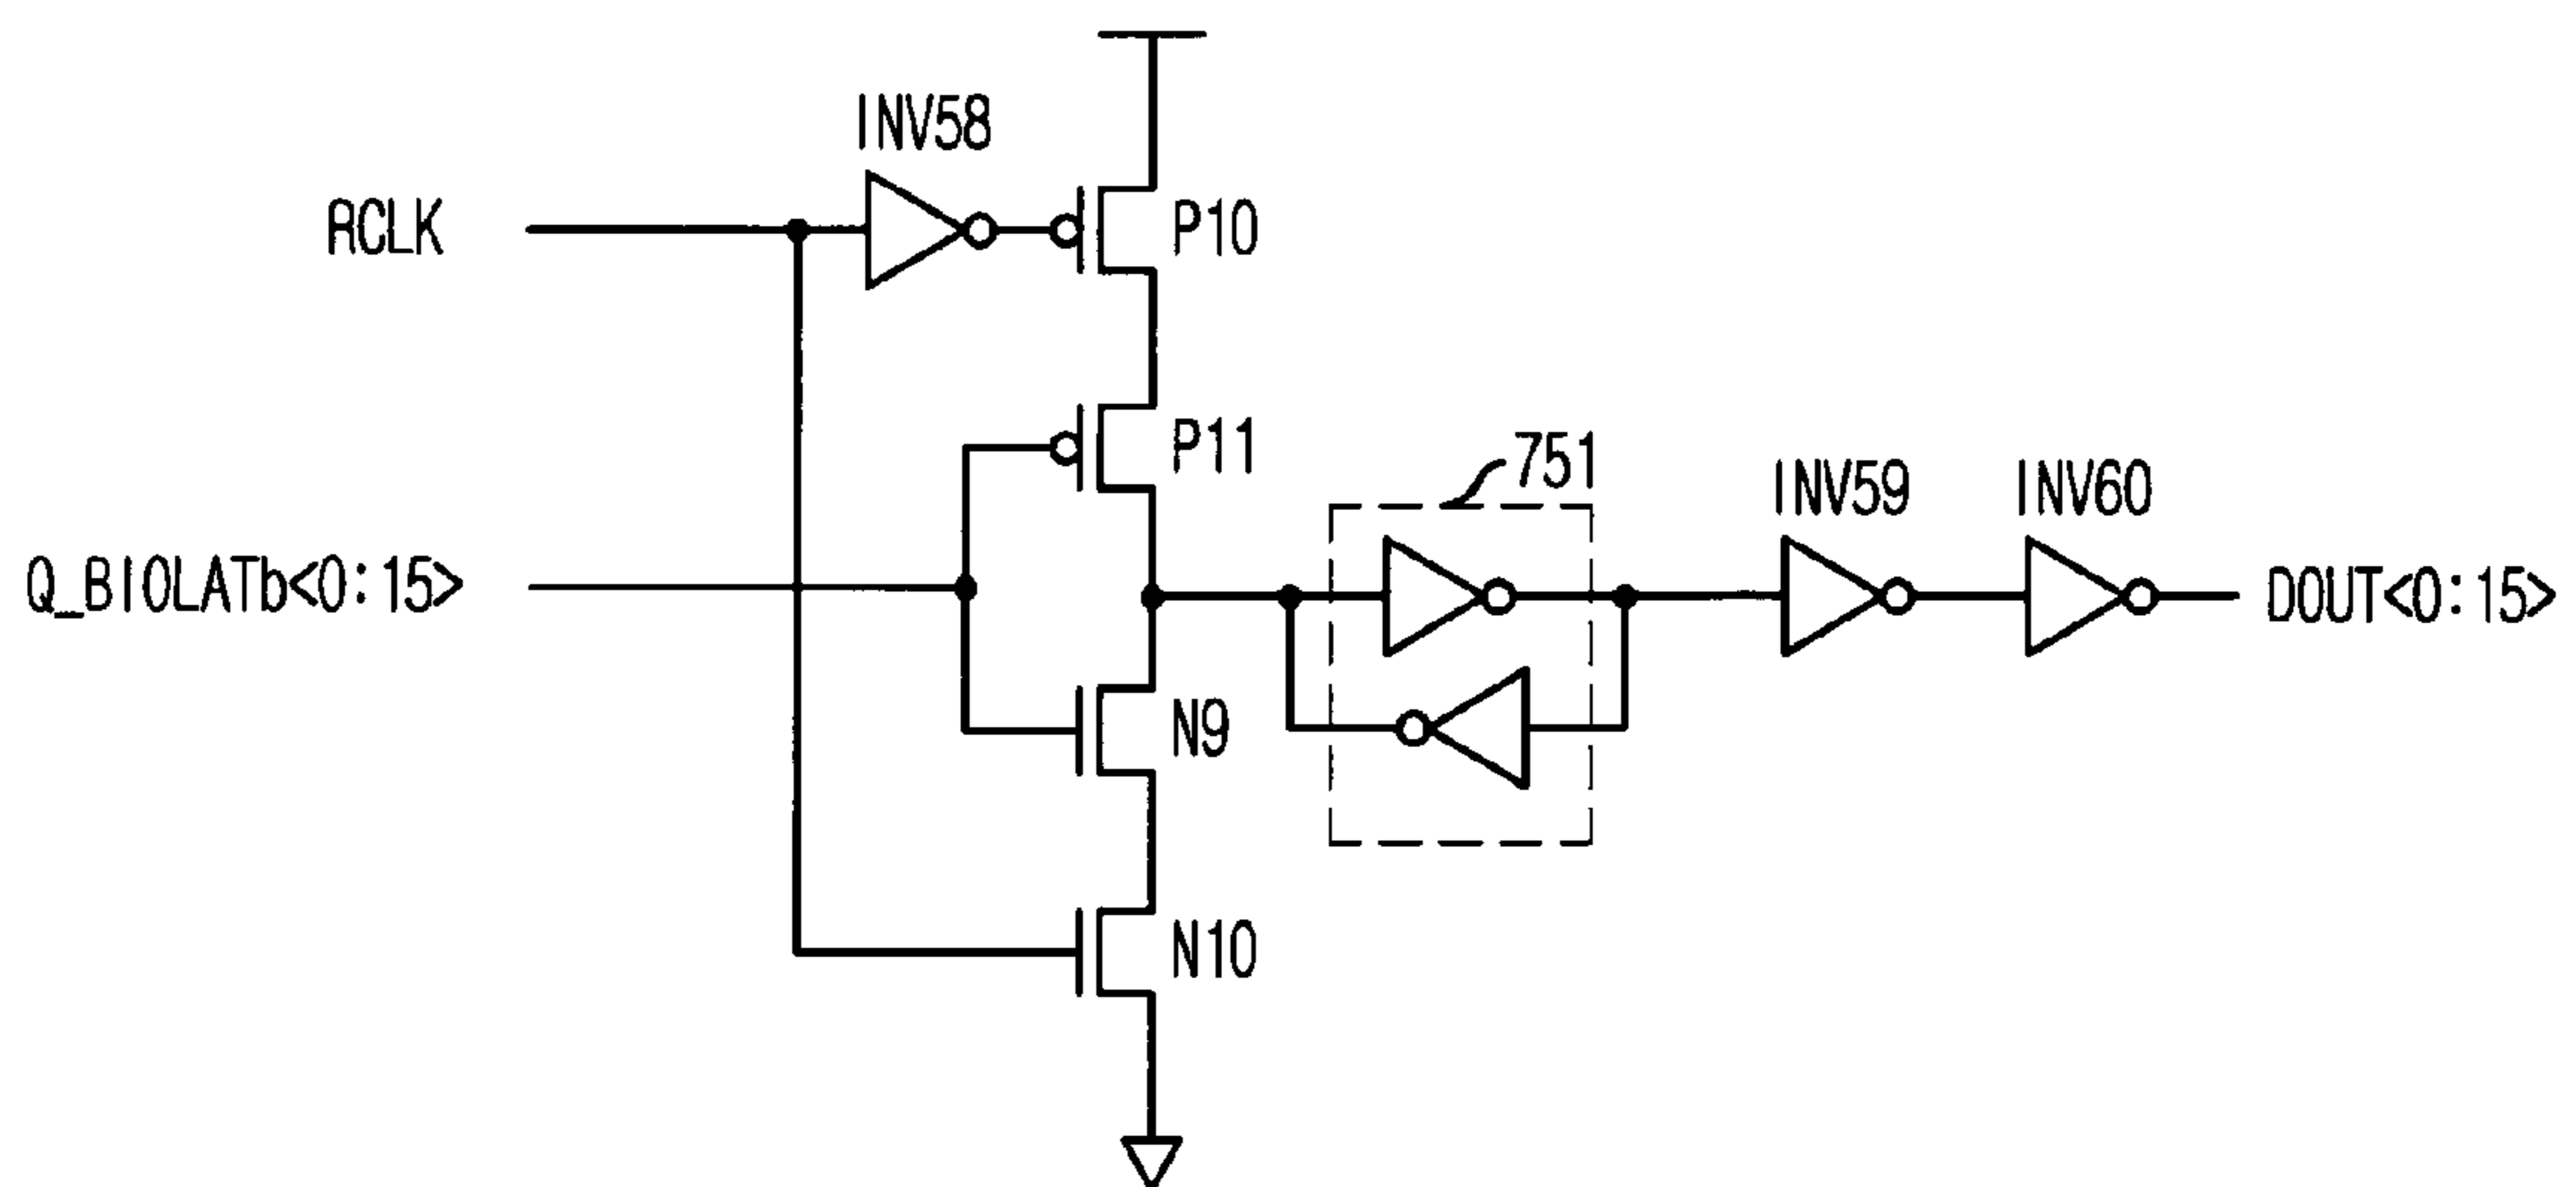 INV58
RCLK
P10
P11
751
INV59
INV60
Q_BIOLATb<0:15>
DOUT<0:15>
N9
N10